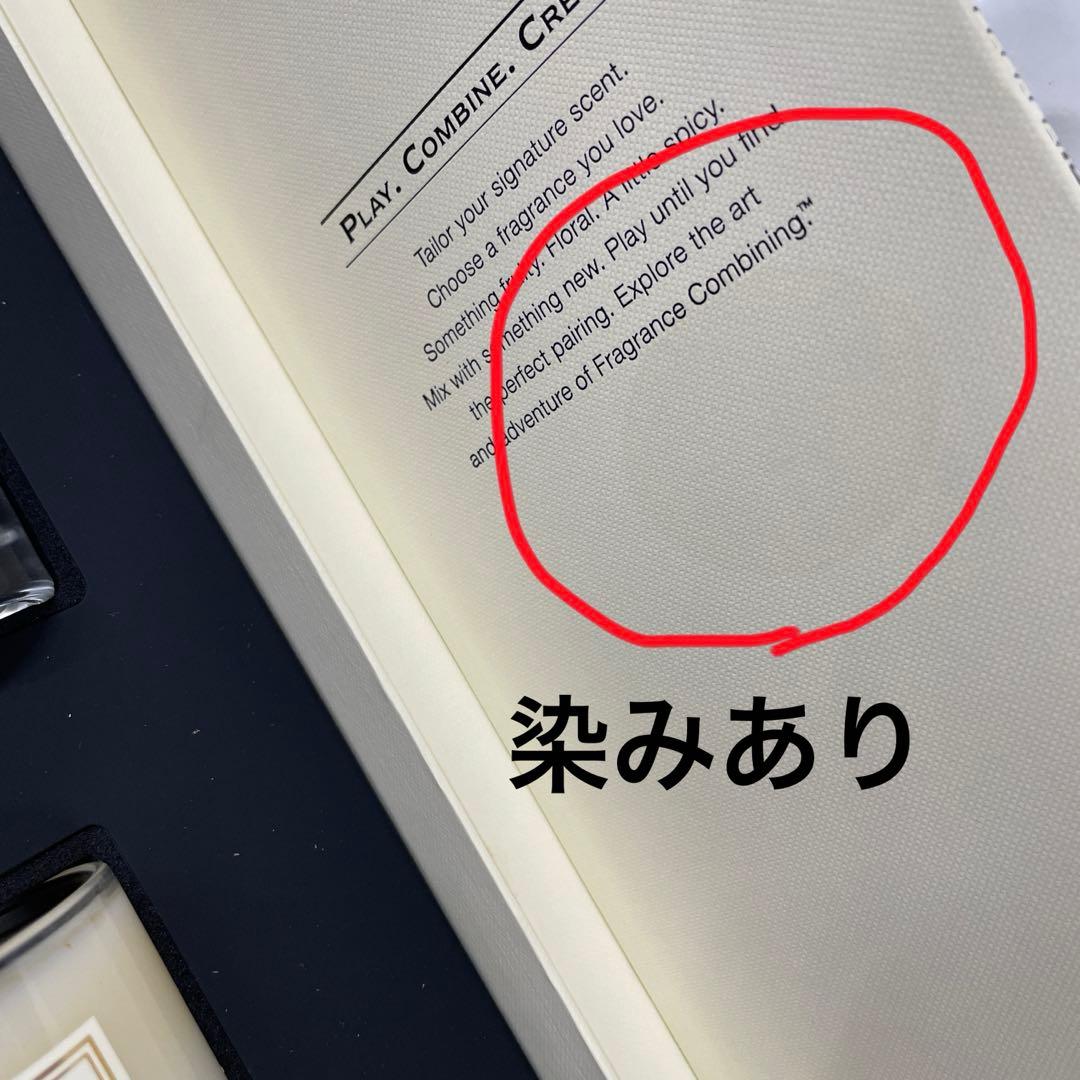 PLAY. COMBINE. CRE
Tailor your signature scent.
Choose a fragrance you love.
Something fruity. Floral. A little spicy.
Mix with something new. Play until you find
the perfect pairing. Explore the art
and adventure of Fragrance Combining.™
染みあり